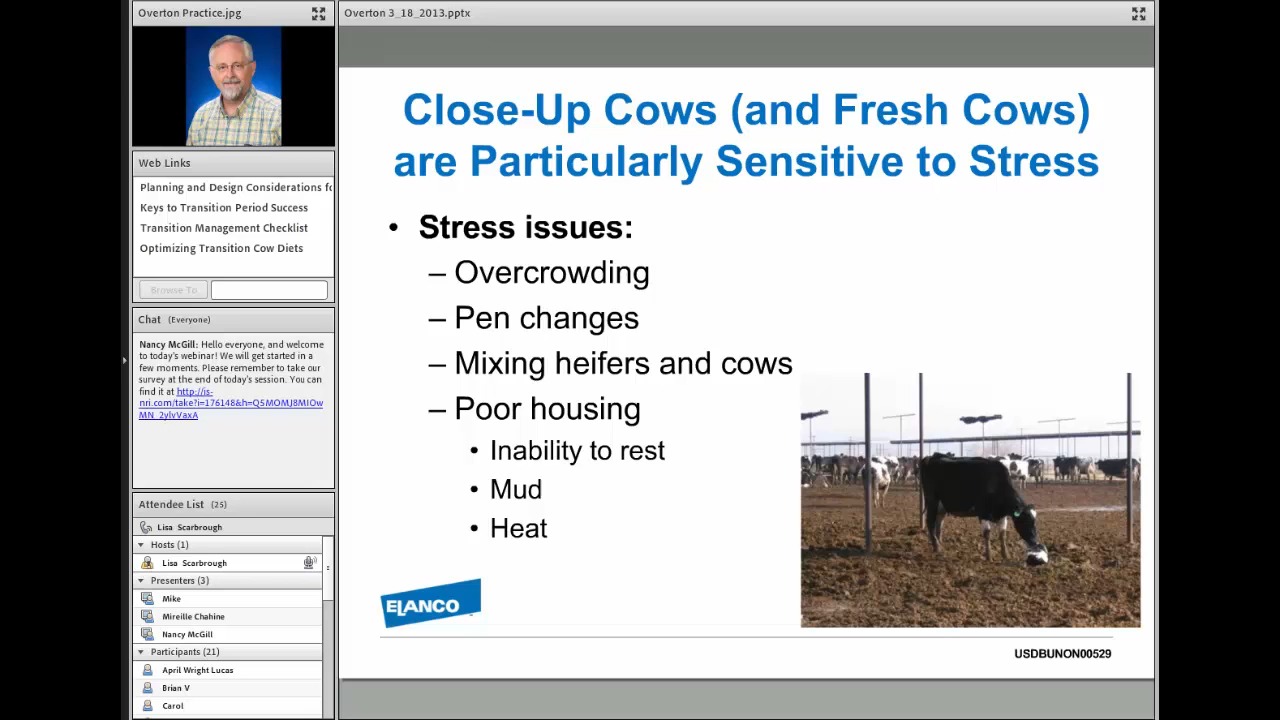 Overton Practice.jpg
Web Links
Planning and Design Considerations fo
Keys to Transition Period Success
Transition Management Checklist
Optimizing Transition Cow Diets
Browse To
Chat (Everyone)
Nancy McGill: Hello everyone, and welcome
to today's webinar! We will get started in a
few moments. Please remember to take our
survey at the end of today's session. You can
find it at http://is-
nri.com/take?i=176148&h=Q5MOMJ8MIOw
MN_2ylvVaxA
Attendee List (25)
Lisa Scarbrough
Hosts (1)
Lisa Scarbrough
Presenters (3)
Mike
Mireille Chahine
Nancy McGill
Participants (21)
April Wright Lucas
Brian V
Carol
Overton 3_18_2013.pptx
Close-Up Cows (and Fresh Cows)
are Particularly Sensitive to Stress
• Stress issues:
– Overcrowding
– Pen changes
– Mixing heifers and cows
– Poor housing
• Inability to rest
• Mud
• Heat
ELANCO
USDBUNON00529